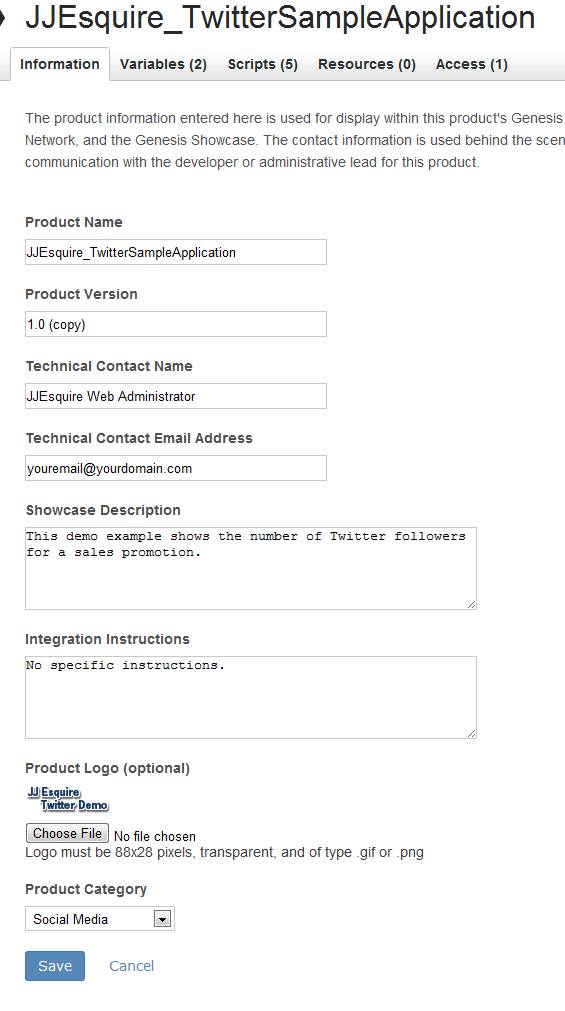 JJEsquire_TwitterSampleApplication
Information Variables (2) Scripts (5) Resources (0) Access (1)
The product information entered here is used for display within this product's Genesis
Network, and the Genesis Showcase. The contact information is used behind the scen
communication with the developer or administrative lead for this product.
Product Name
JJEsquire_TwitterSampleApplication
Product Version
1.0 (copy)
Technical Contact Name
JJEsquire Web Administrator
Technical Contact Email Address
youremail@yourdomain.com
Showcase Description
This demo example shows the number of Twitter followers
for a sales promotion.
Integration Instructions
No specific instructions.
Product Logo (optional)
JJ Esquire
Twitter Demo
Choose File No file chosen
Logo must be 88x28 pixels, transparent, and of type .gif or .png
Product Category
Social Media
Save Cancel